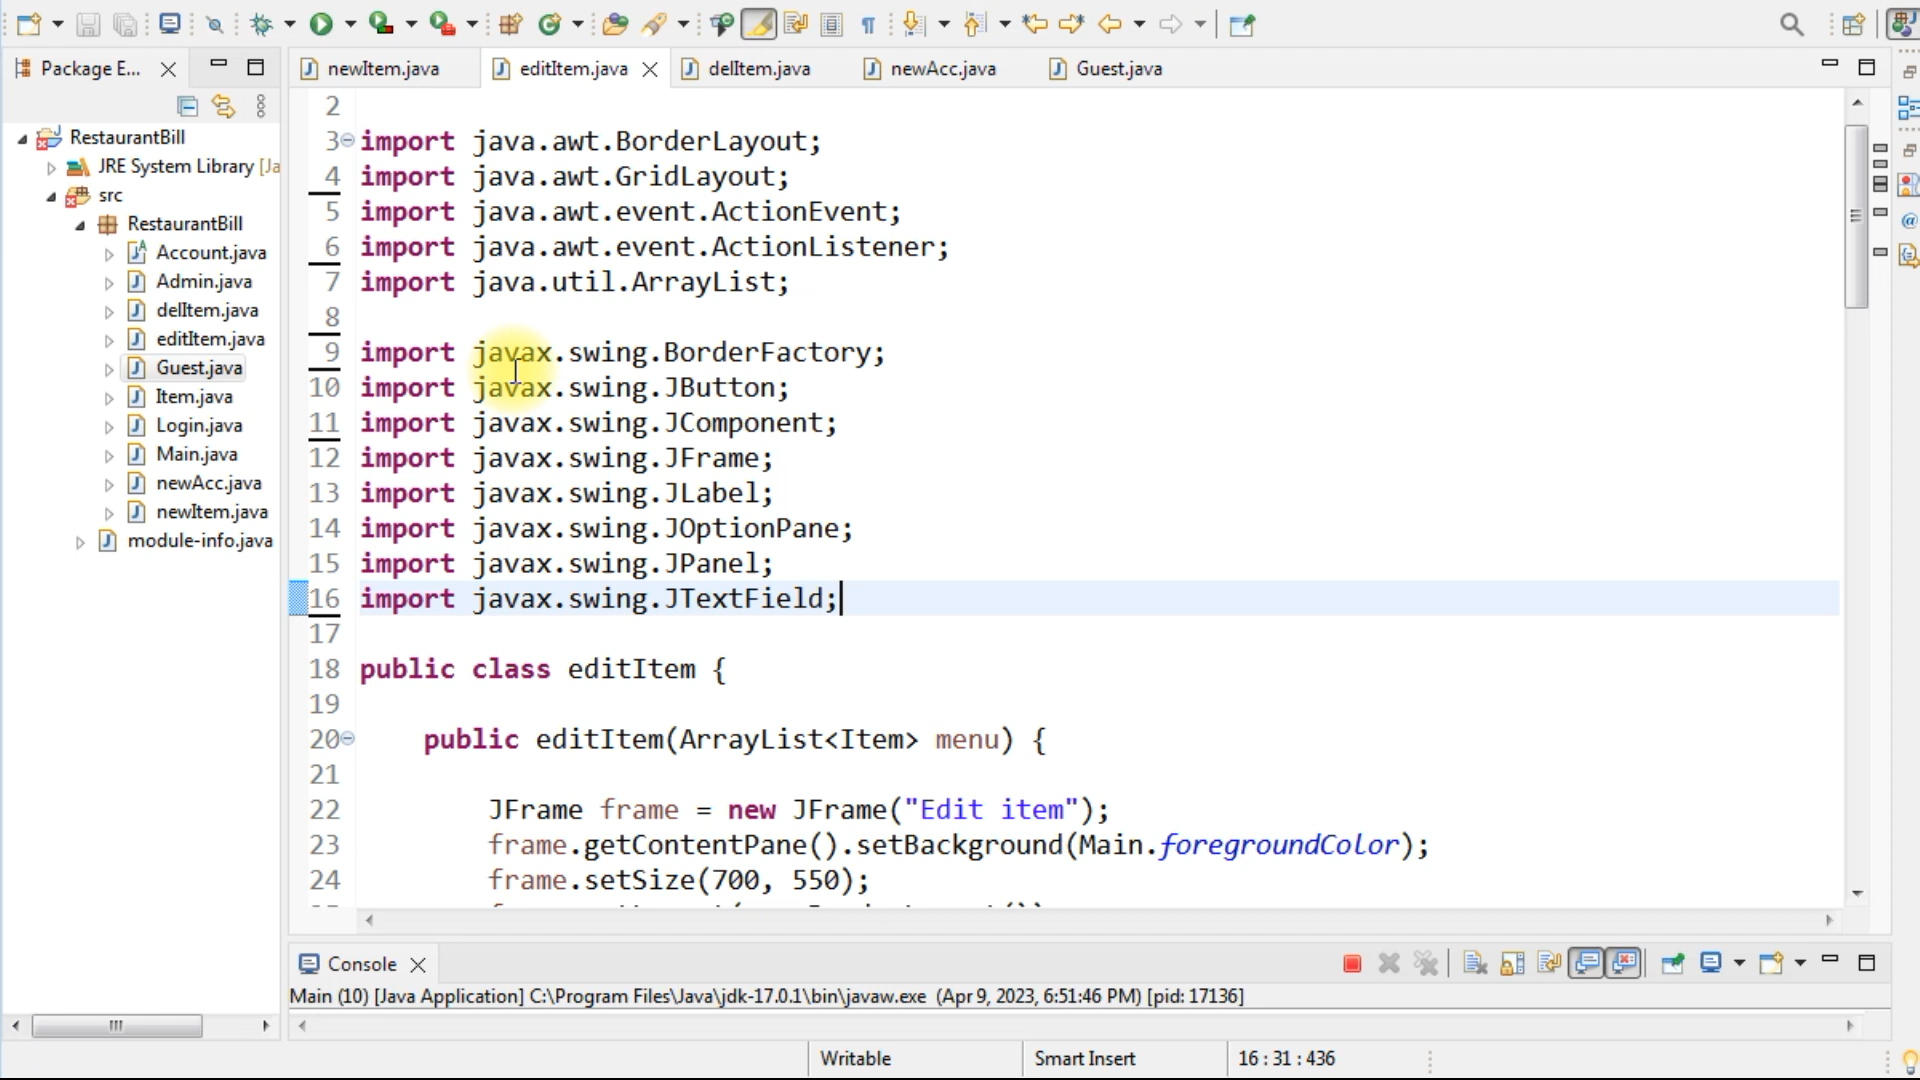 Package E...
newItem.java
editItem.java
delItem.java
newAcc.java
Guest.java
RestaurantBill
JRE System Library [Ja
src
RestaurantBill
Account.java
Admin.java
delItem.java
editItem.java
Guest.java
Item.java
Login.java
Main.java
newAcc.java
newItem.java
module-info.java
2
3 import java.awt.BorderLayout;
4 import java.awt.GridLayout;
5 import java.awt.event.ActionEvent;
6 import java.awt.event.ActionListener;
7 import java.util.ArrayList;
8
9 import javax.swing.BorderFactory;
10 import javax.swing.JButton;
11 import javax.swing.JComponent;
12 import javax.swing.JFrame;
13 import javax.swing.JLabel;
14 import javax.swing.JOptionPane;
15 import javax.swing.JPanel;
16 import javax.swing.JTextField;
17
18 public class editItem {
19
20 public editItem(ArrayList<Item> menu) {
21
22 JFrame frame = new JFrame("Edit item");
23 frame.getContentPane().setBackground(Main.foregroundColor);
24 frame.setSize(700, 550);
Console
Main (10) [Java Application] C:\Program Files\Java\jdk-17.0.1\bin\javaw.exe (Apr 9, 2023, 6:51:46 PM) [pid: 17136]
Writable
Smart Insert
16 : 31 : 436